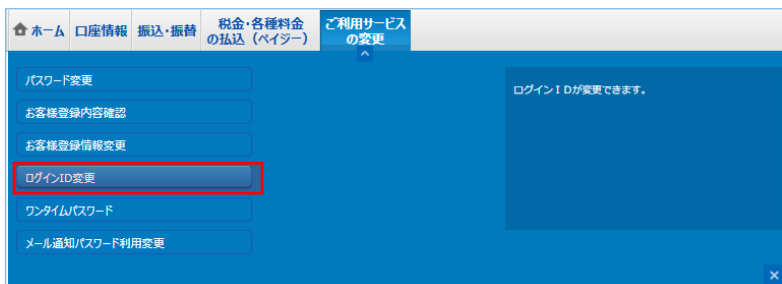 ホーム
口座情報
振込・振替
税金・各種料金
の払込（ペイジー）
ご利用サービス
の変更
パスワード変更
お客様登録内容確認
お客様登録情報変更
ログインID変更
ワンタイムパスワード
メール通知パスワード利用変更
ログインＩＤが変更できます。